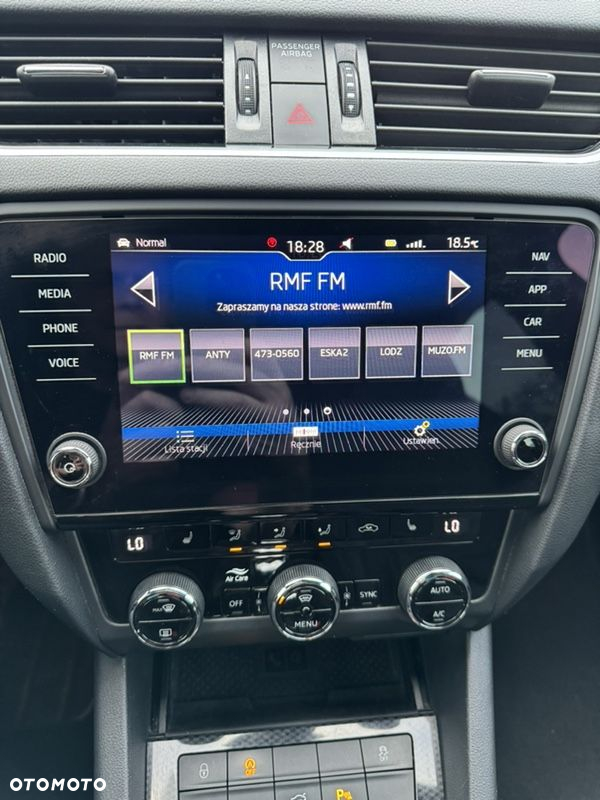 PASSENGER
AIRBAG
RADIO
MEDIA
PHONE
VOICE
Normal
18:28
18.5°C
RMF FM
Zapraszamy na nasza strone: www.rmf.fm
RMF FM
ANTY
473-0560
ESKA2
LODZ
MUZO.FM
Lista stacji
Ręcznie
Ustawien.
NAV
APP
CAR
MENU
LO
LO
Air Care
MAX
OFF
MENU
SYNC
AUTO
A/C
OFF
OFF
P
OTOMOTO